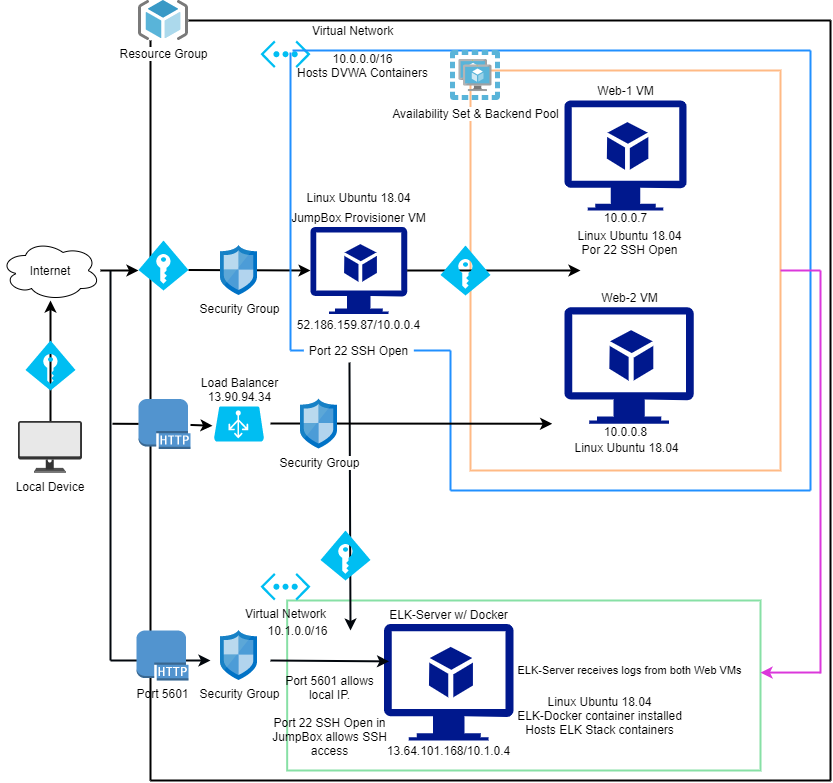 Virtual Network
Resource Group
10.0.0.0/16
Hosts DVWA Containers
Web-1 VM
Availability Set & Backend Pool
Linux Ubuntu 18.04
JumpBox Provisioner VM
10.0.0.7
Linux Ubuntu 18.04
Por 22 SSH Open
Internet
Security Group
52.186.159.87/10.0.0.4
Web-2 VM
Port 22 SSH Open
Load Balancer
13.90.94.34
HTTP
10.0.0.8
Linux Ubuntu 18.04
Security Group
Local Device
Virtual Network
10.1.0.0/16
ELK-Server w/ Docker
HTTP
Port 5601
Security Group
Port 5601 allows
local IP.
ELK-Server receives logs from both Web VMs
Port 22 SSH Open in
JumpBox allows SSH
access
Linux Ubuntu 18.04
ELK-Docker container installed
Hosts ELK Stack containers
13.64.101.168/10.1.0.4